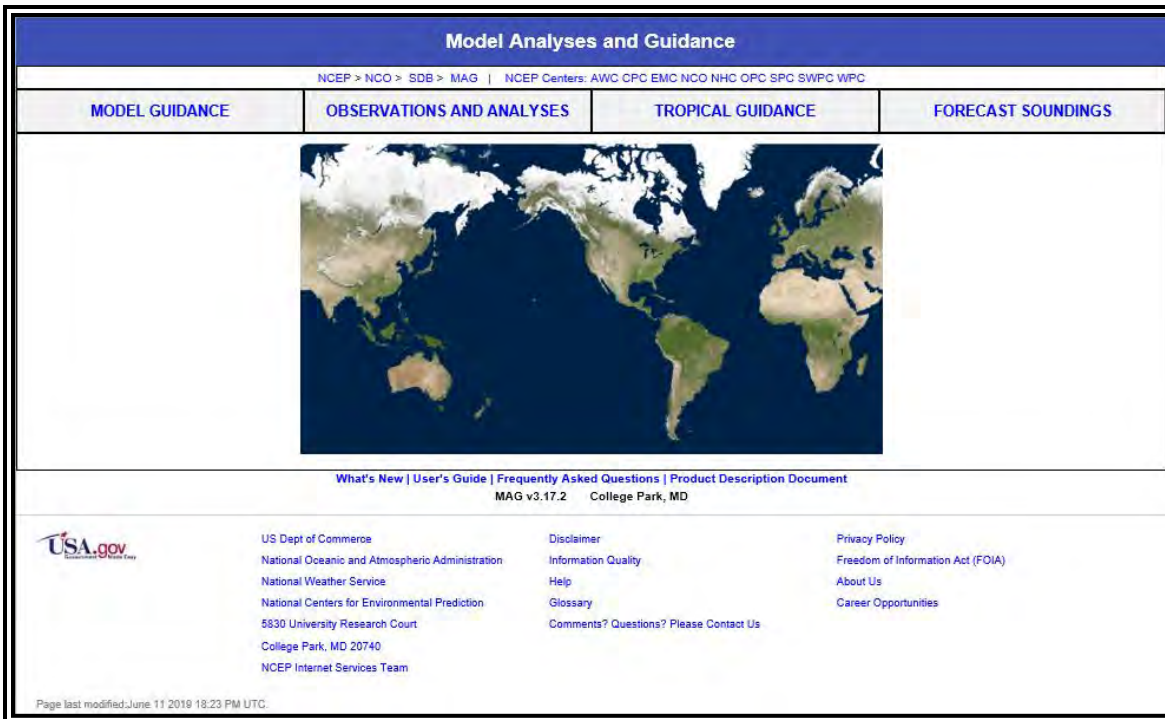 Model Analyses and Guidance
NCEP > NCO > SDB > MAG | NCEP Centers: AWC CPC EMC NCO NHC OPC SPC SWPC WPC
MODEL GUIDANCE OBSERVATIONS AND ANALYSES TROPICAL GUIDANCE FORECAST SOUNDINGS
What's New | User's Guide | Frequently Asked Questions | Product Description Document
MAG v3.17.2 College Park, MD
USA.gov
US Dept of Commerce
National Oceanic and Atmospheric Administration
National Weather Service
National Centers for Environmental Prediction
5830 University Research Court
College Park, MD 20740
NCEP Internet Services Team
Disclaimer
Information Quality
Help
Glossary
Comments? Questions? Please Contact Us
Privacy Policy
Freedom of Information Act (FOIA)
About Us
Career Opportunities
Page last modified:June 11 2019 18:23 PM UTC.